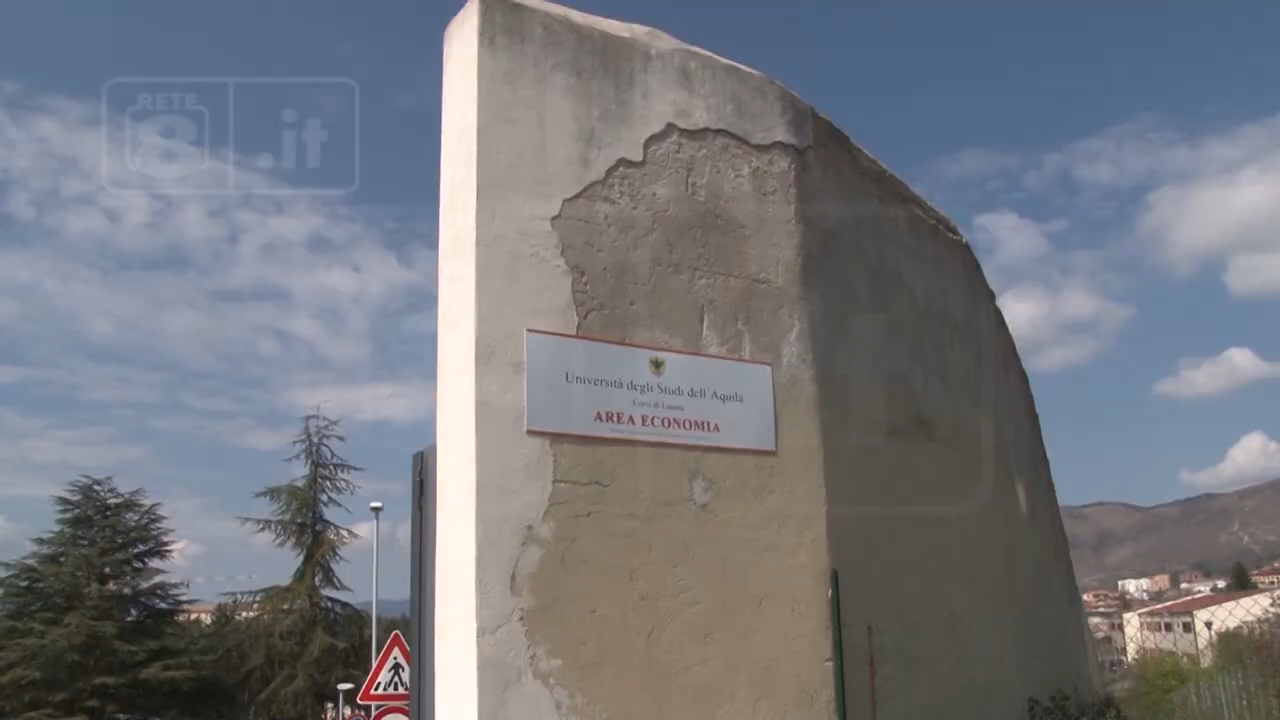 RETE
8 .it
Università degli Studi dell'Aquila
Corsi di Laurea
AREA ECONOMIA